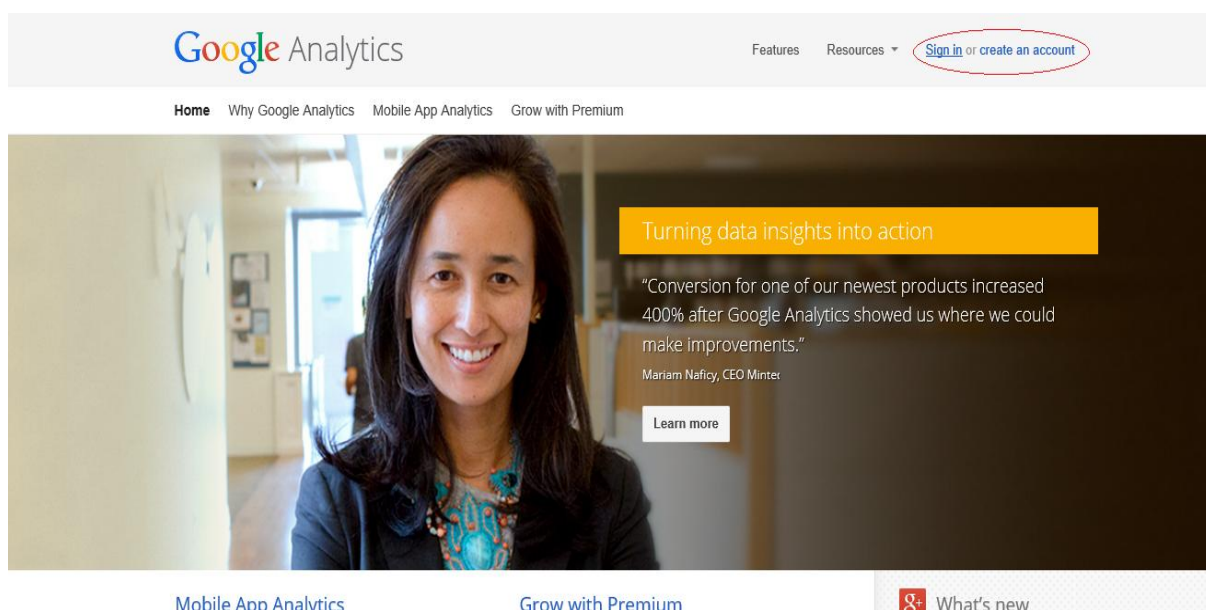 Google Analytics
Features Resources Sign in or create an account
Home Why Google Analytics Mobile App Analytics Grow with Premium
Turning data insights into action
"Conversion for one of our newest products increased
400% after Google Analytics showed us where we could
make improvements."
Mariam Naficy, CEO Minted
Learn more
Mobile App Analytics Grow with Premium g+ What's new